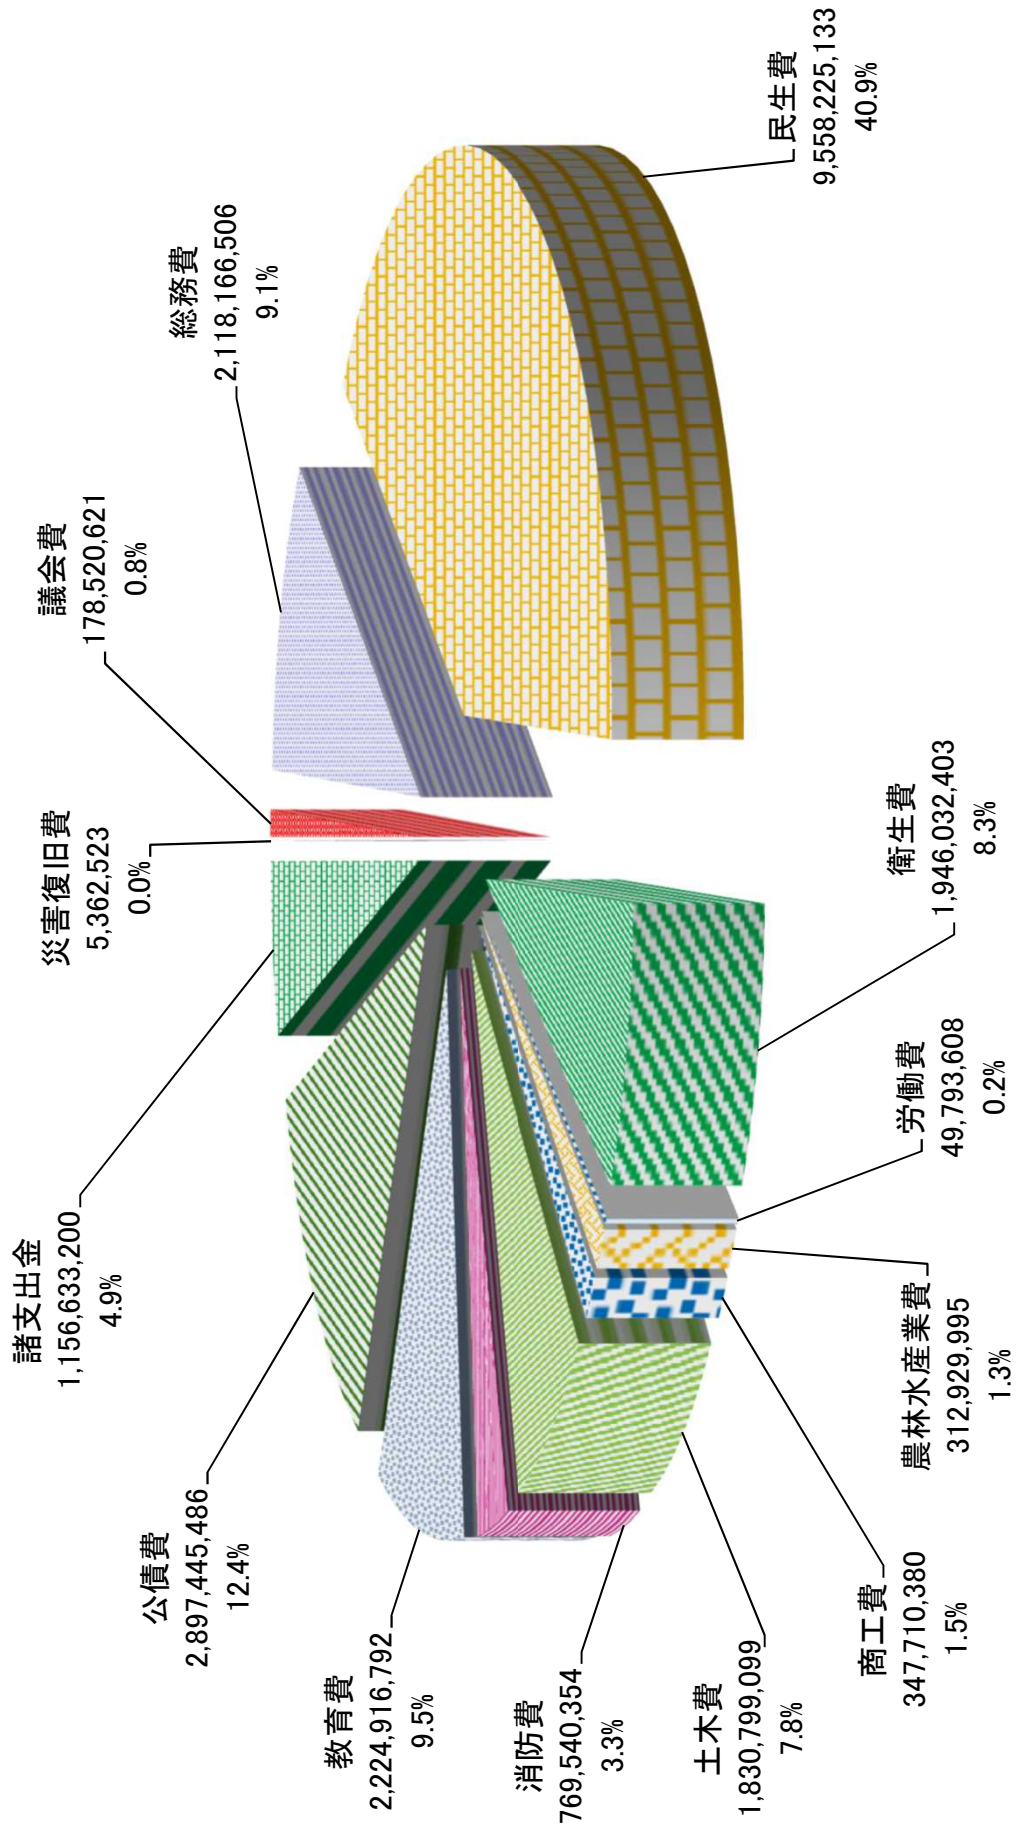 議会費
178,520,621
0.8%
総務費
2,118,166,506
9.1%
民生費
9,558,225,133
40.9%
衛生費
1,946,032,403
8.3%
労働費
49,793,608
0.2%
農林水産業費
312,929,995
1.3%
商工費
347,710,380
1.5%
土木費
1,830,799,099
7.8%
消防費
769,540,354
3.3%
教育費
2,224,916,792
9.5%
公債費
2,897,445,486
12.4%
諸支出金
1,156,633,200
4.9%
災害復旧費
5,362,523
0.0%